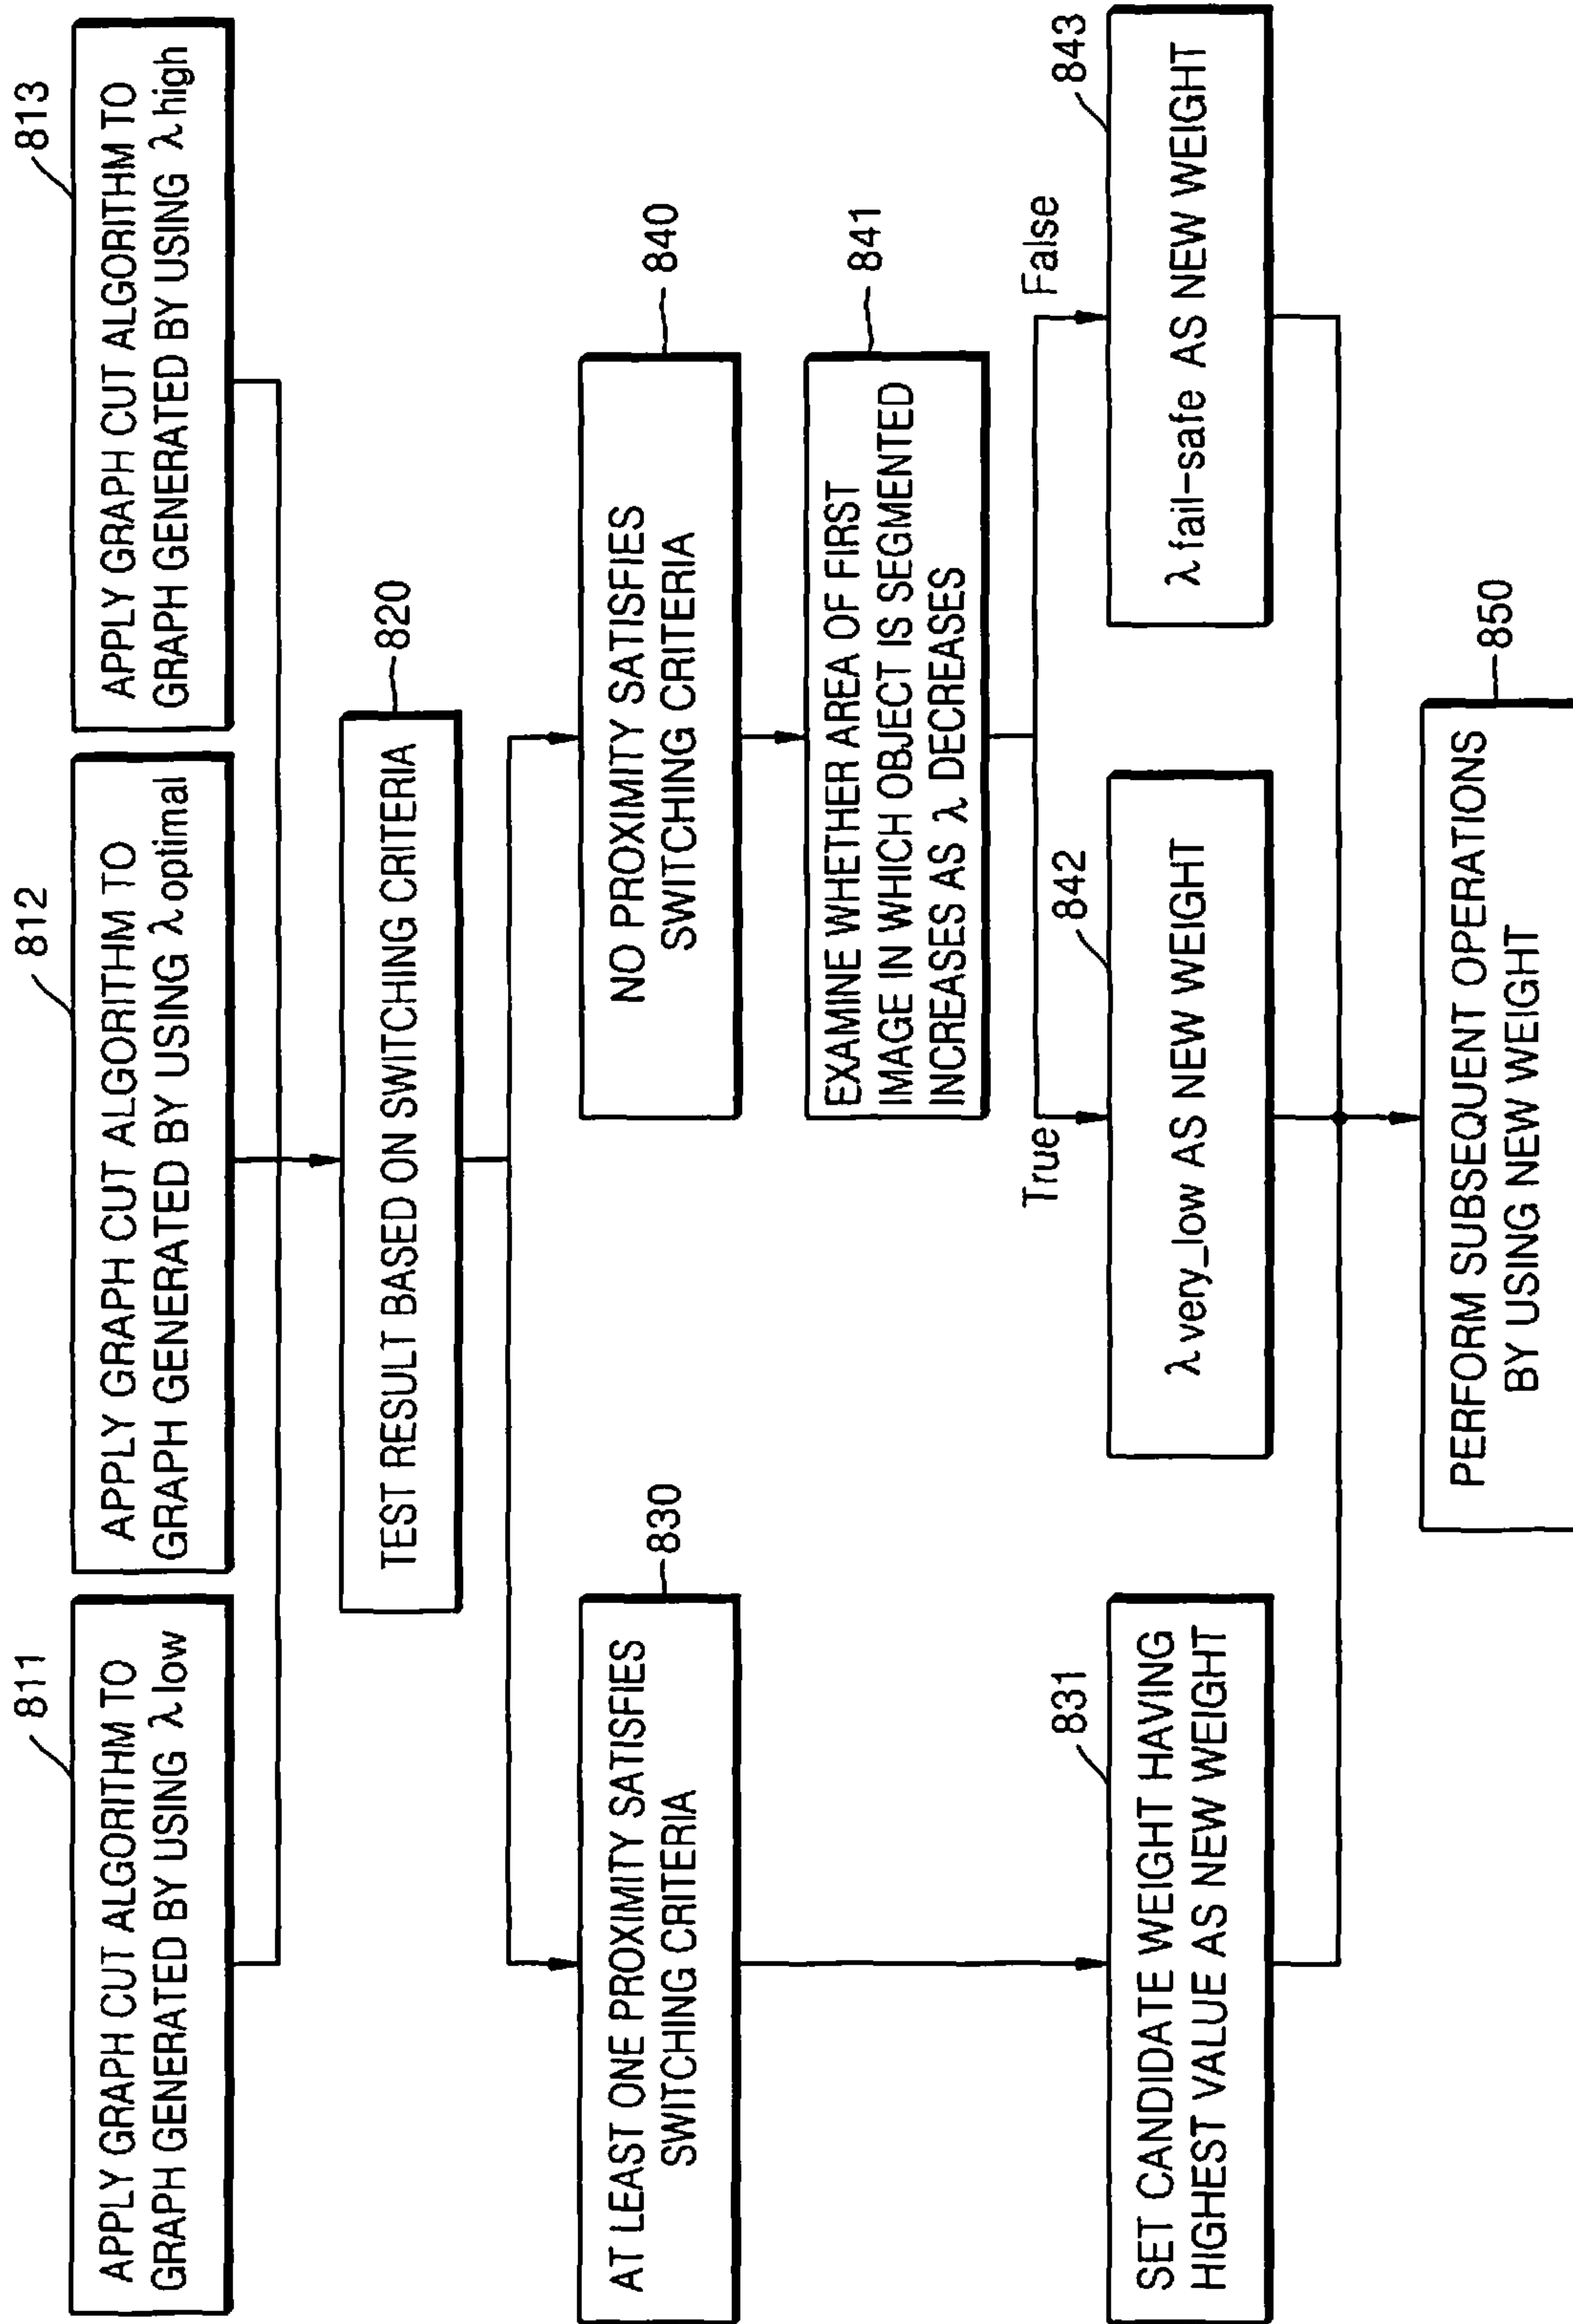 811
APPLY GRAPH CUT ALGORITHM TO
GRAPH GENERATED BY USING λ low
812
APPLY GRAPH CUT ALGORITHM TO
GRAPH GENERATED BY USING λ optimal
813
APPLY GRAPH CUT ALGORITHM TO
GRAPH GENERATED BY USING λ high
TEST RESULT BASED ON SWITCHING CRITERIA
820
AT LEAST ONE PROXIMITY SATISFIES
SWITCHING CRITERIA
830
NO PROXIMITY SATISFIES
SWITCHING CRITERIA
840
EXAMINE WHETHER AREA OF FIRST
IMAGE IN WHICH OBJECT IS SEGMENTED
INCREASES AS λ DECREASES
841
True
False
831
SET CANDIDATE WEIGHT HAVING
HIGHEST VALUE AS NEW WEIGHT
842
λ very_low AS NEW WEIGHT
843
λ fail-safe AS NEW WEIGHT
PERFORM SUBSEQUENT OPERATIONS
BY USING NEW WEIGHT
850